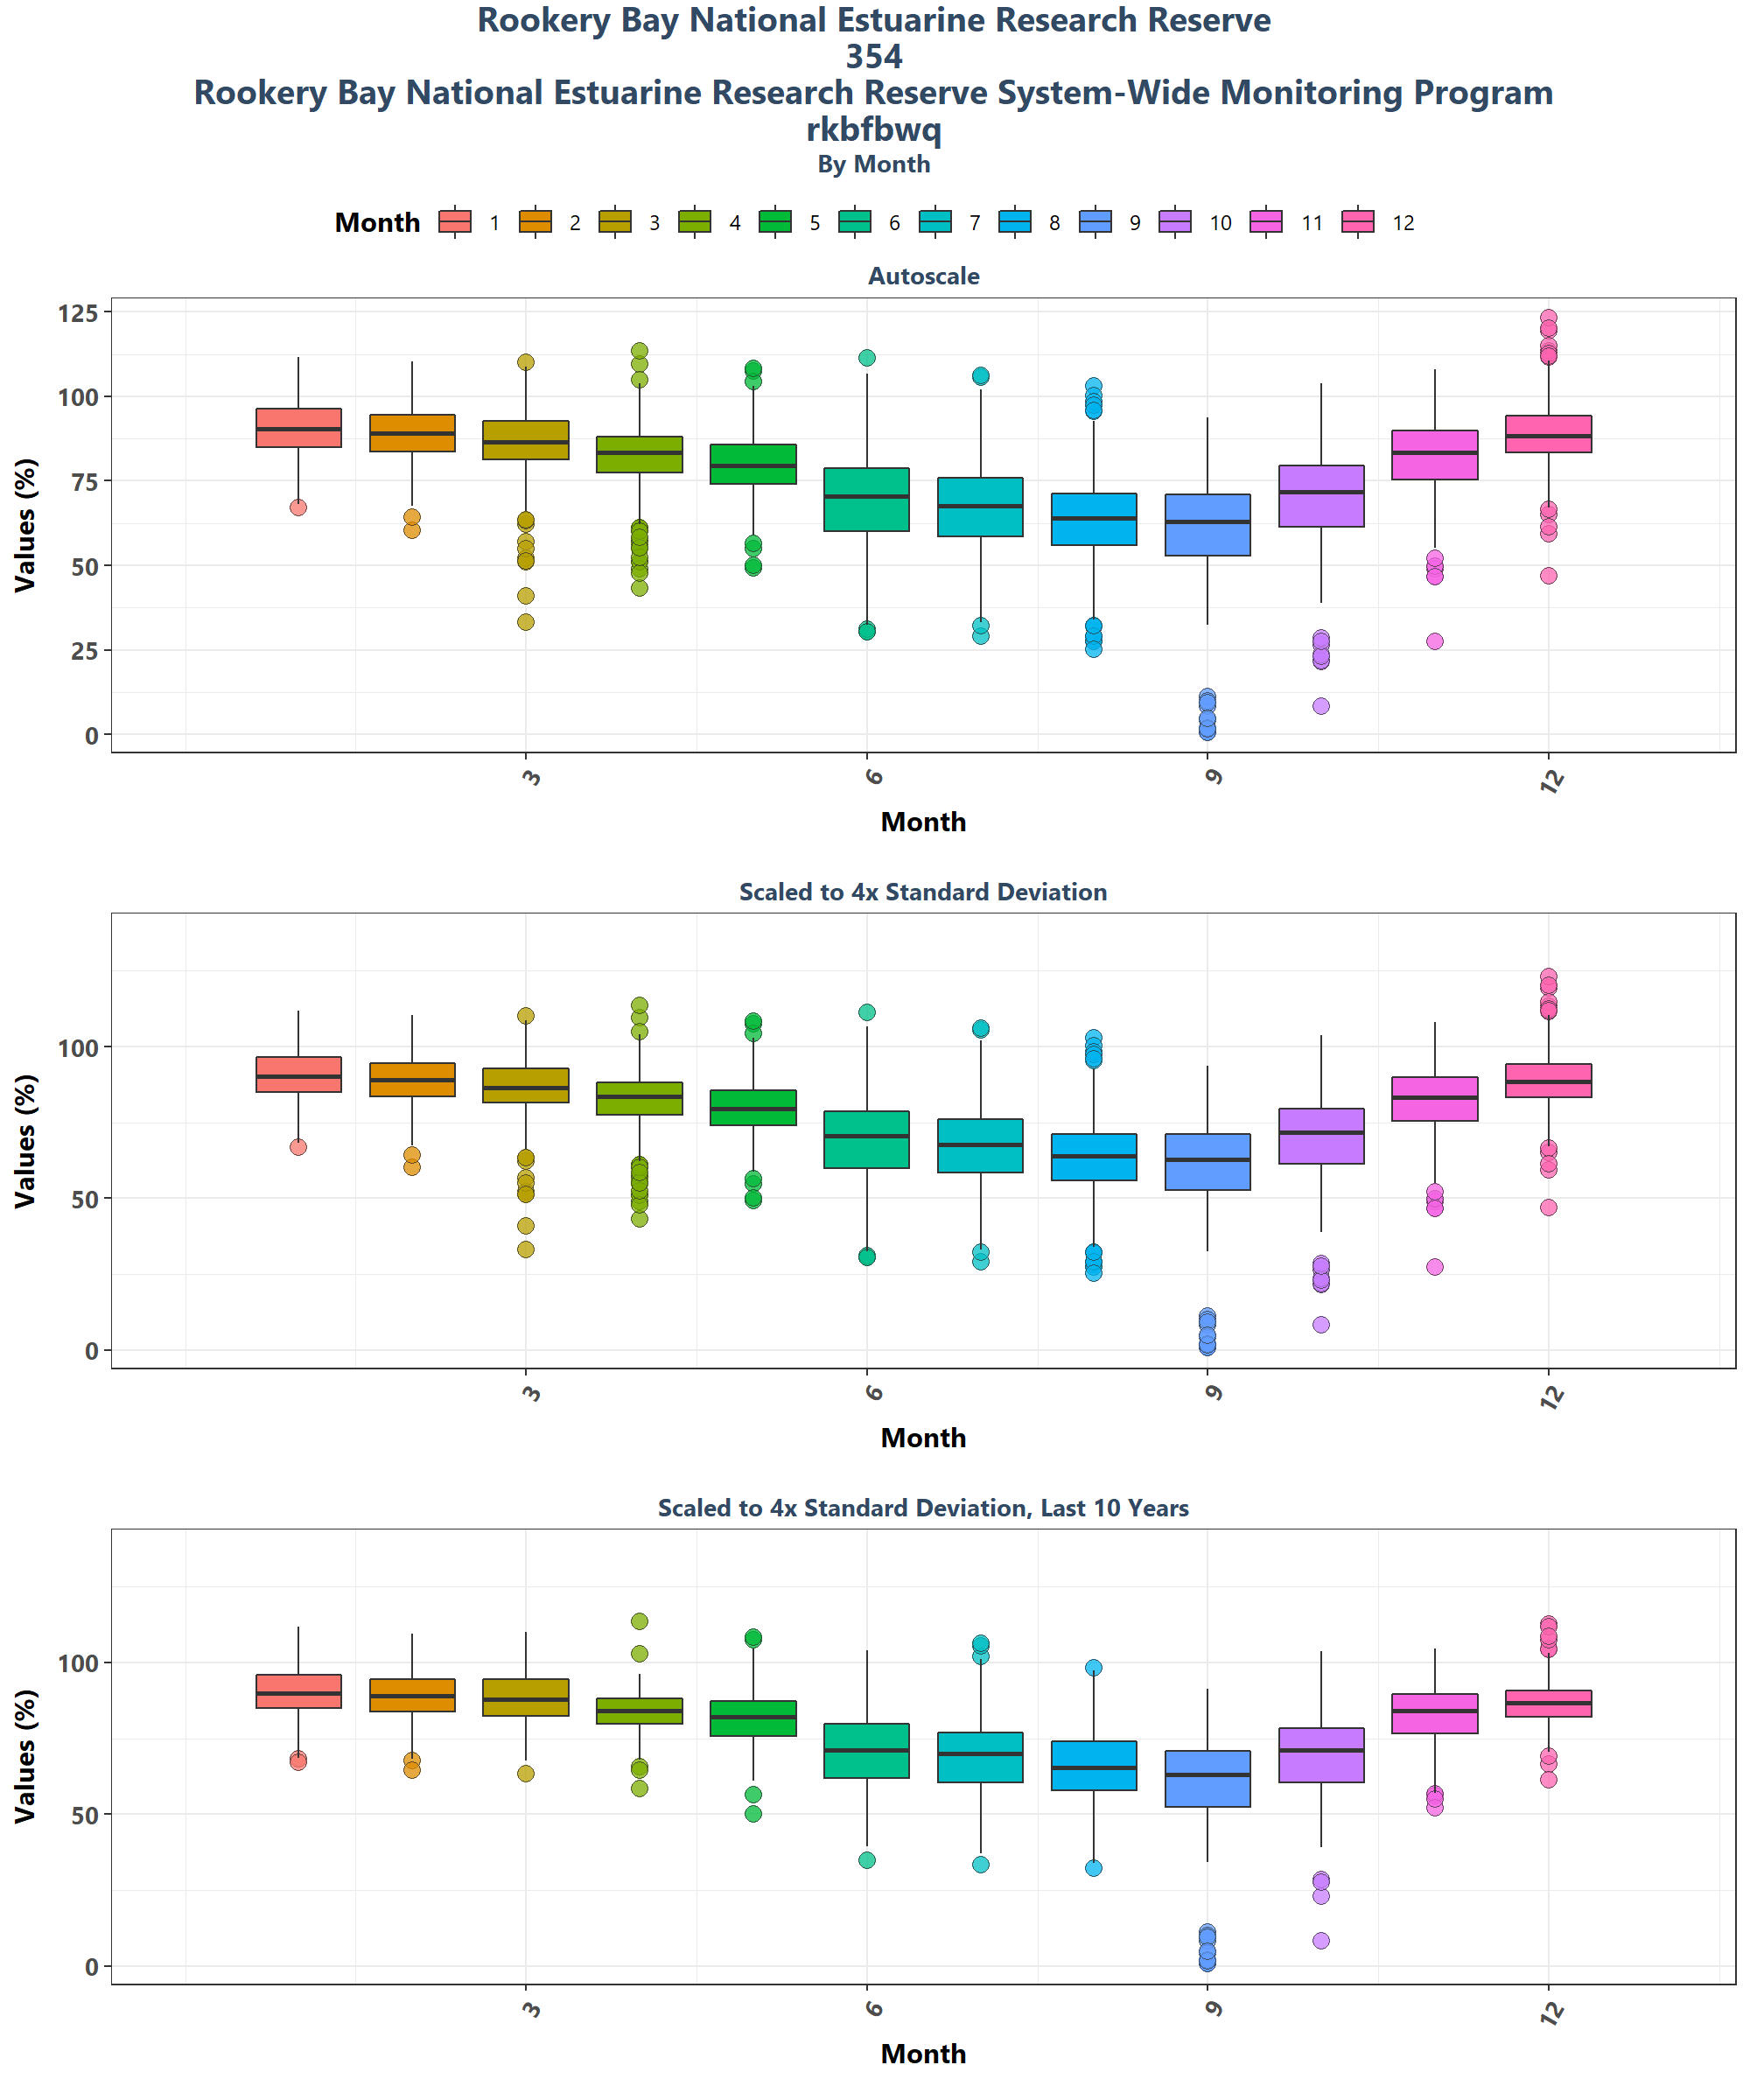 Rookery Bay National Estuarine Research Reserve
354
Rookery Bay National Estuarine Research Reserve System-Wide Monitoring Program
rkbfbwq
By Month
Month 1 2 3 4 5 6 7 8 9 10 11 12
Autoscale
Values (%)
125
100
75
50
25
0
3 6 9 12
Month
Scaled to 4x Standard Deviation
Values (%)
100
50
0
3 6 9 12
Month
Scaled to 4x Standard Deviation, Last 10 Years
Values (%)
100
50
0
3 6 9 12
Month